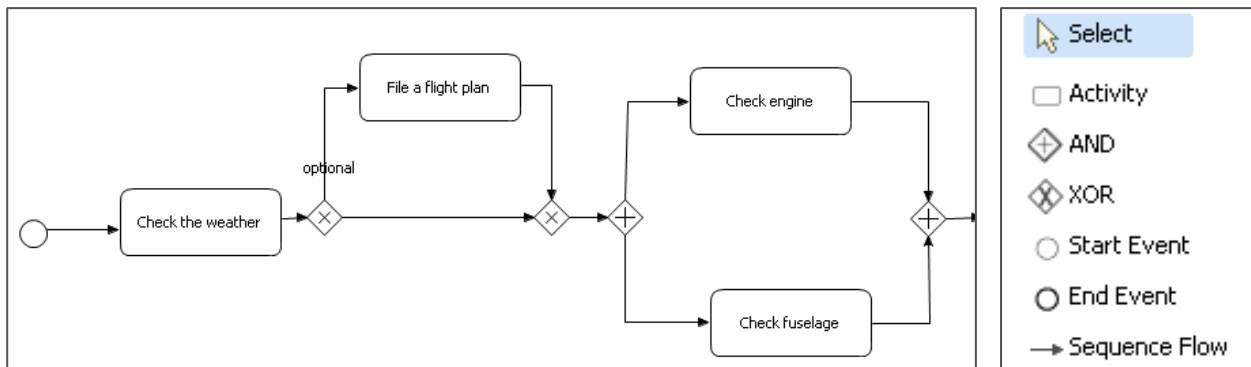 File a flight plan
Check engine
optional
Check the weather
Check fuselage
Select
Activity
AND
XOR
Start Event
End Event
Sequence Flow